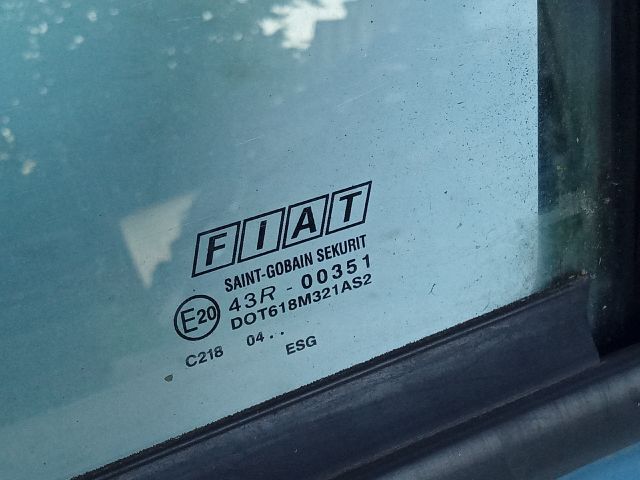 FIAT
SAINT-GOBAIN SEKURIT
E20 43R - 00351
DOT618M321AS2
C218 04.. ESG